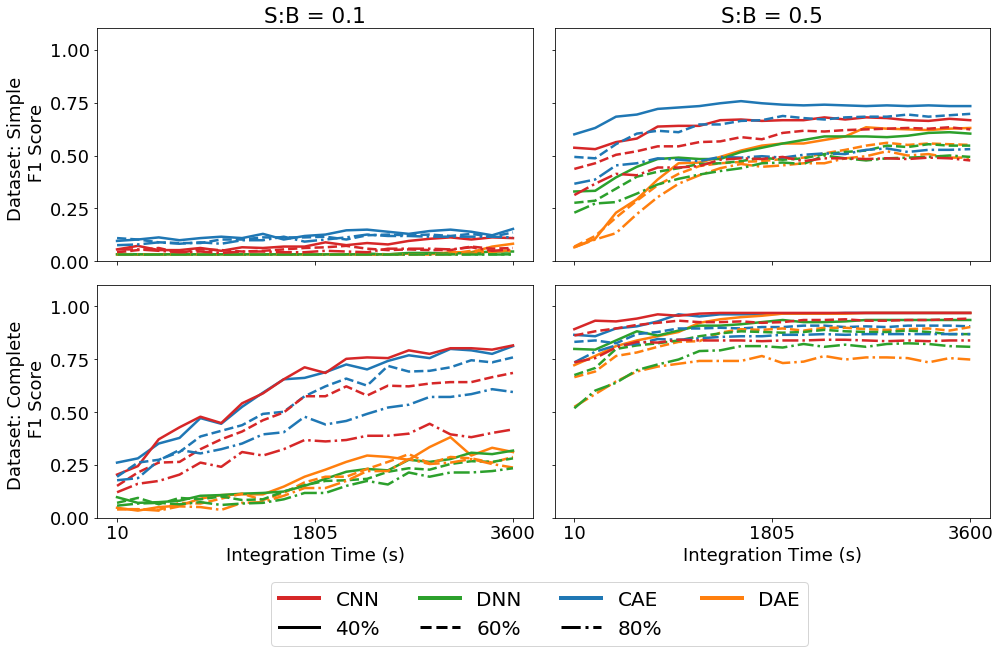 S:B = 0.1
S:B = 0.5
Dataset: Simple
F1 Score
1.00
0.75
0.50
0.25
0.00
Dataset: Complete
F1 Score
1.00
0.75
0.50
0.25
0.00
10 1805 3600
Integration Time (s)
10 1805 3600
Integration Time (s)
CNN DNN CAE DAE
40% 60% 80%